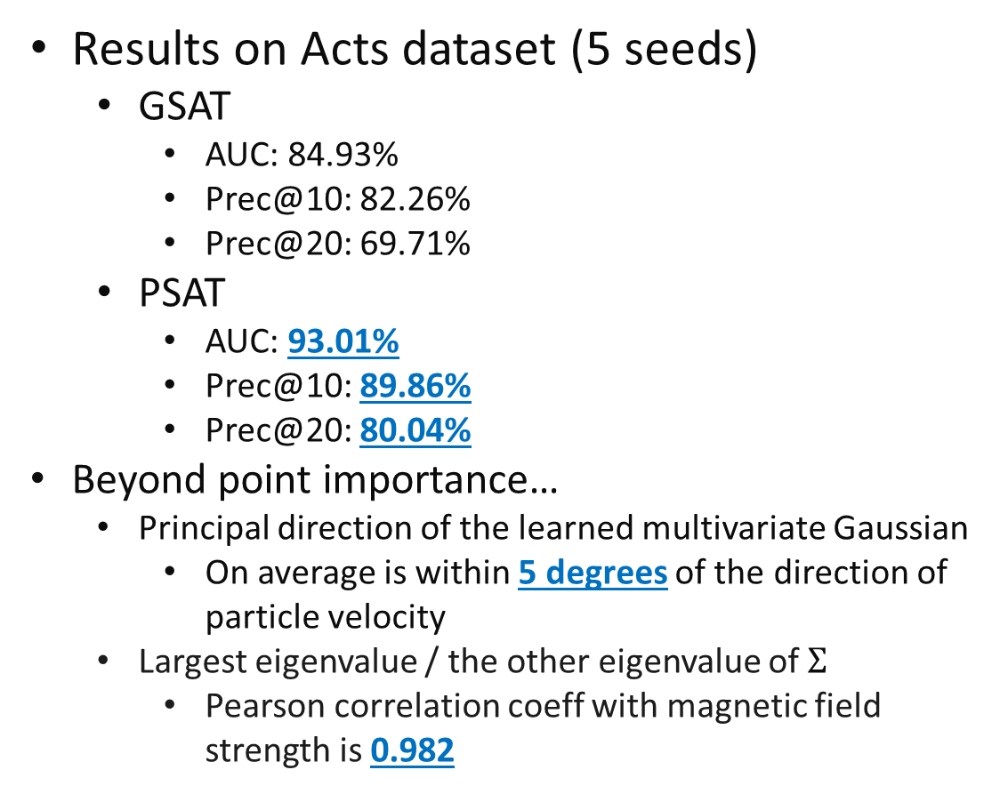 • Results on Acts dataset (5 seeds)
• GSAT
• AUC: 84.93%
• Prec@10: 82.26%
• Prec@20: 69.71%
• PSAT
• AUC: 93.01%
• Prec@10: 89.86%
• Prec@20: 80.04%
• Beyond point importance…
• Principal direction of the learned multivariate Gaussian
• On average is within 5 degrees of the direction of
particle velocity
• Largest eigenvalue / the other eigenvalue of Σ
• Pearson correlation coeff with magnetic field
strength is 0.982